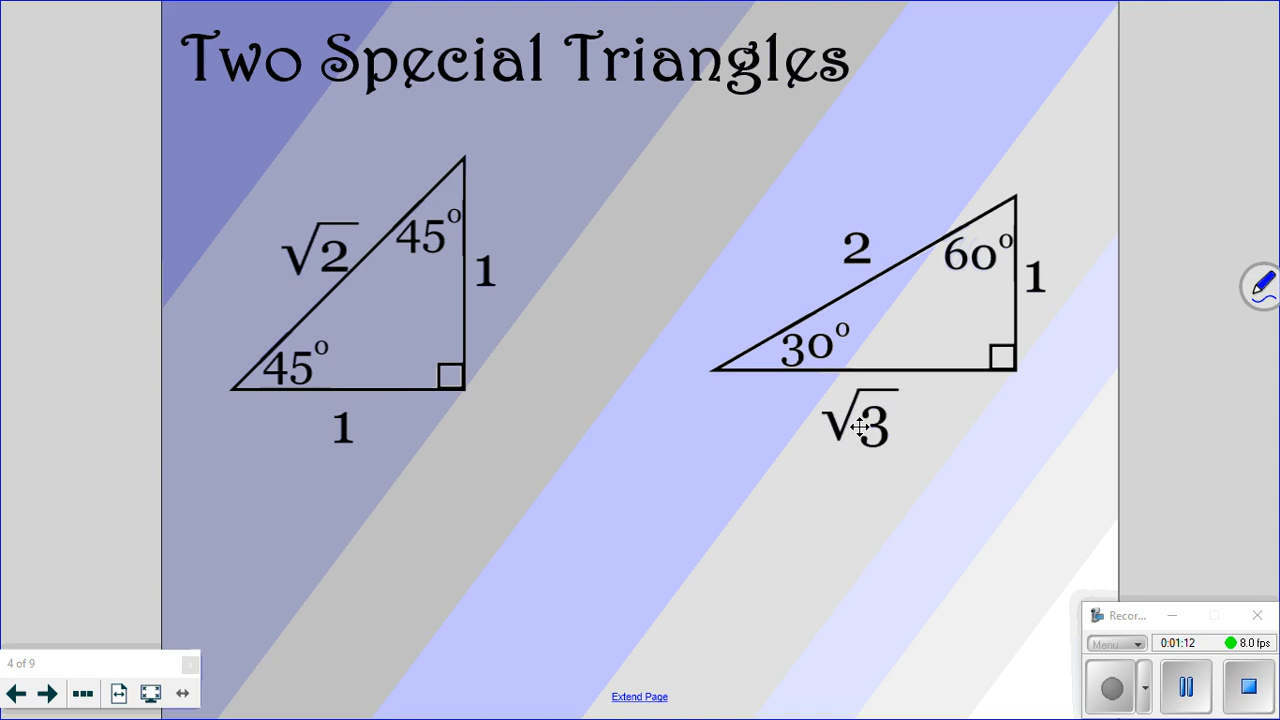 Two Special Triangles
45°
√2
1
45°
1
2
60°
1
30°
√3
Recor...
Menu
0:01:12
8.0 fps
4 of 9
Extend Page